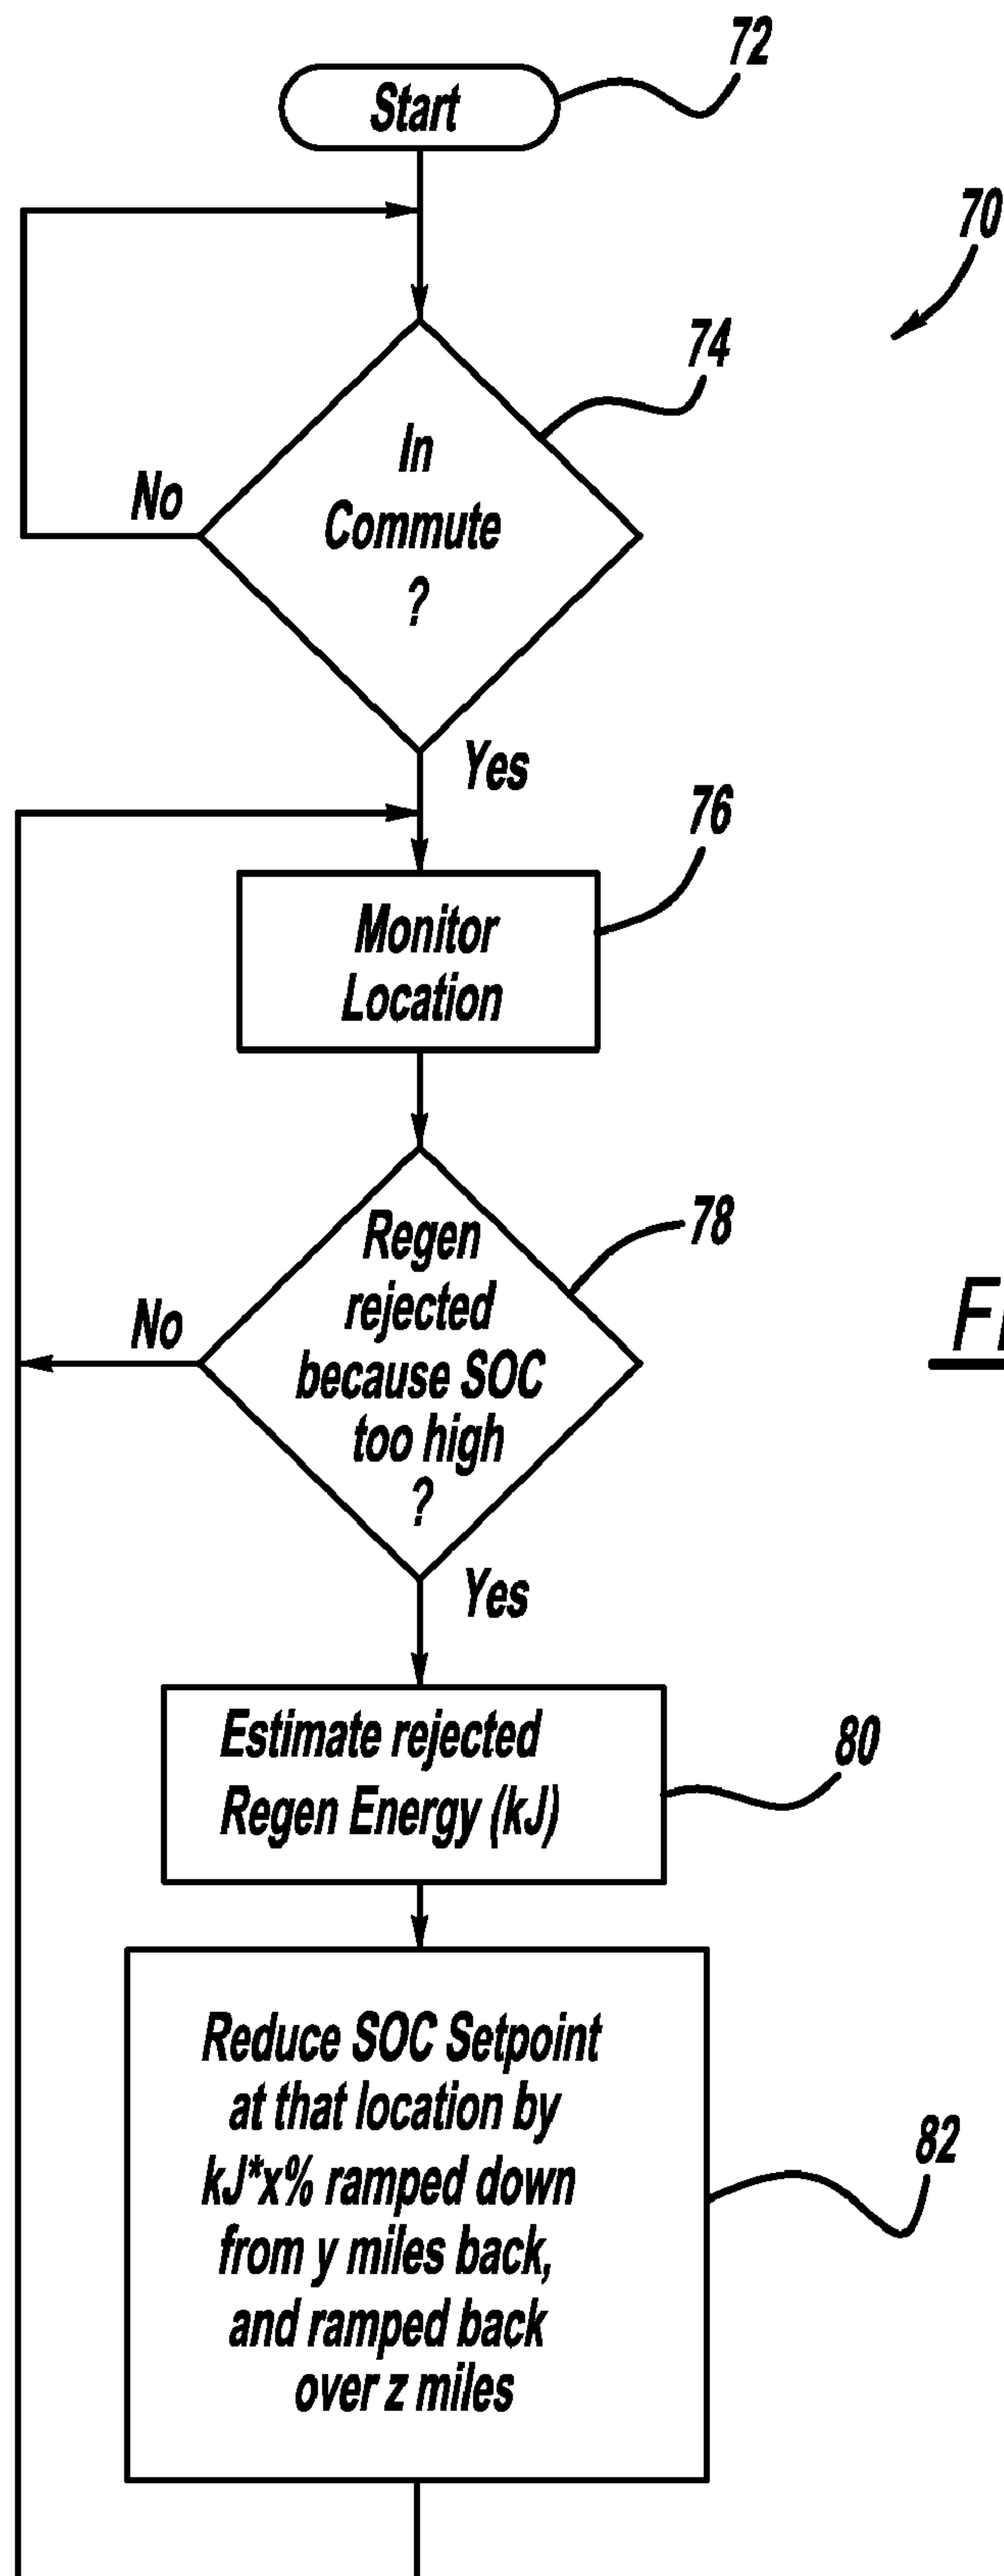 72
Start
70
74
In
Commute
?
No
Yes
76
Monitor
Location
78
Regen
rejected
because SOC
too high
?
No
Yes
Estimate rejected
Regen Energy (kJ)
80
Reduce SOC Setpoint
at that location by
kJ*x% ramped down
from y miles back,
and ramped back
over z miles
82